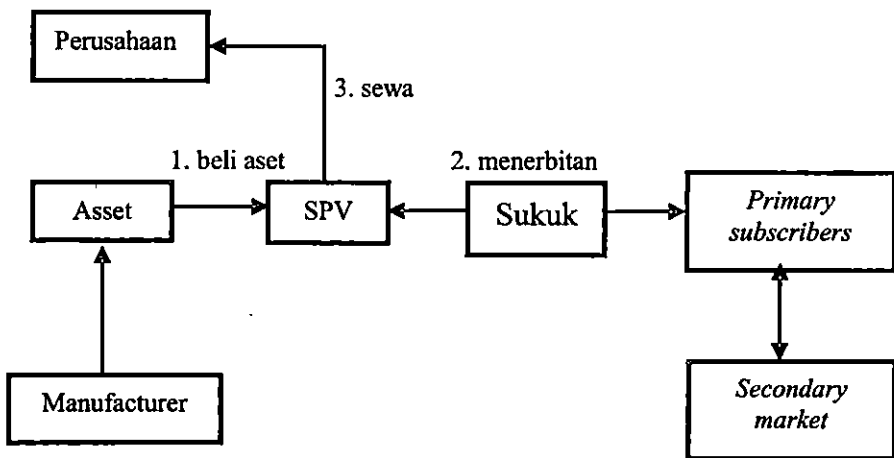 Perusahaan
3. sewa
1. beli aset
2. menerbitan
Asset
SPV
Sukuk
Primary
subscribers
Manufacturer
Secondary
market